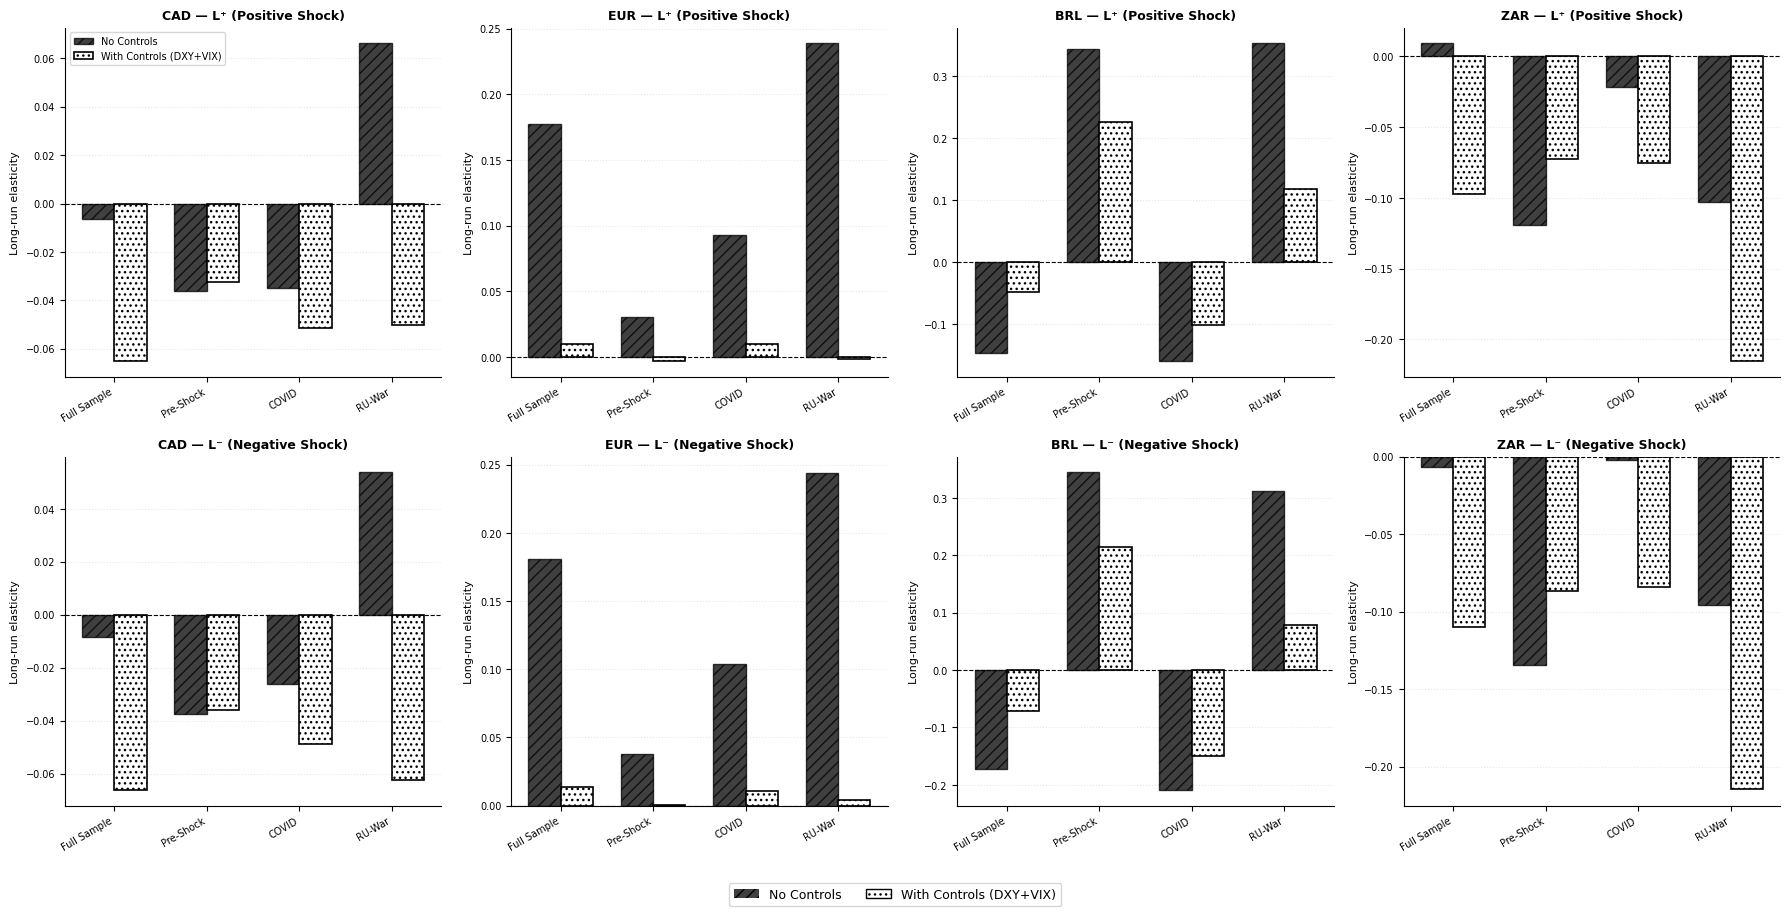 CAD — L⁺ (Positive Shock)
No Controls
With Controls (DXY+VIX)
Long-run elasticity
0.06
0.04
0.02
0.00
−0.02
−0.04
−0.06
Full Sample
Pre-Shock
COVID
RU-War
EUR — L⁺ (Positive Shock)
Long-run elasticity
0.25
0.20
0.15
0.10
0.05
0.00
Full Sample
Pre-Shock
COVID
RU-War
BRL — L⁺ (Positive Shock)
Long-run elasticity
0.3
0.2
0.1
0.0
−0.1
Full Sample
Pre-Shock
COVID
RU-War
ZAR — L⁺ (Positive Shock)
Long-run elasticity
0.00
−0.05
−0.10
−0.15
−0.20
Full Sample
Pre-Shock
COVID
RU-War
CAD — L⁻ (Negative Shock)
Long-run elasticity
0.04
0.02
0.00
−0.02
−0.04
−0.06
Full Sample
Pre-Shock
COVID
RU-War
EUR — L⁻ (Negative Shock)
Long-run elasticity
0.25
0.20
0.15
0.10
0.05
0.00
Full Sample
Pre-Shock
COVID
RU-War
BRL — L⁻ (Negative Shock)
Long-run elasticity
0.3
0.2
0.1
0.0
−0.1
−0.2
Full Sample
Pre-Shock
COVID
RU-War
ZAR — L⁻ (Negative Shock)
Long-run elasticity
0.00
−0.05
−0.10
−0.15
−0.20
Full Sample
Pre-Shock
COVID
RU-War
No Controls
With Controls (DXY+VIX)